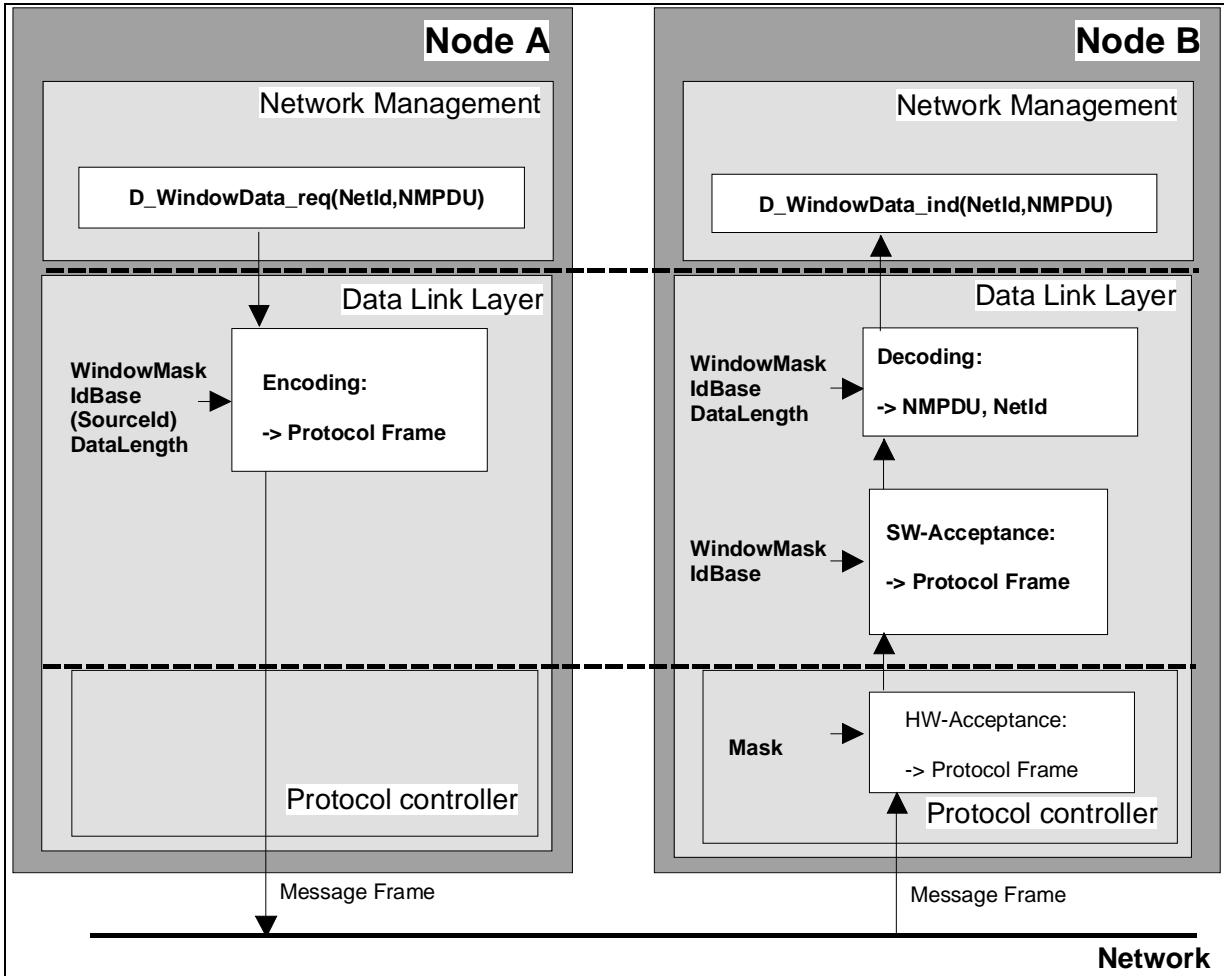 Node A
Network Management
D_WindowData_req(NetId,NMPDU)
Data Link Layer
WindowMask
IdBase
(SourceId)
DataLength
Encoding:
-> Protocol Frame
Protocol controller
Message Frame
Node B
Network Management
D_WindowData_ind(NetId,NMPDU)
Data Link Layer
WindowMask
IdBase
DataLength
Decoding:
-> NMPDU, NetId
WindowMask
IdBase
SW-Acceptance:
-> Protocol Frame
Mask
HW-Acceptance:
-> Protocol Frame
Protocol controller
Message Frame
Network